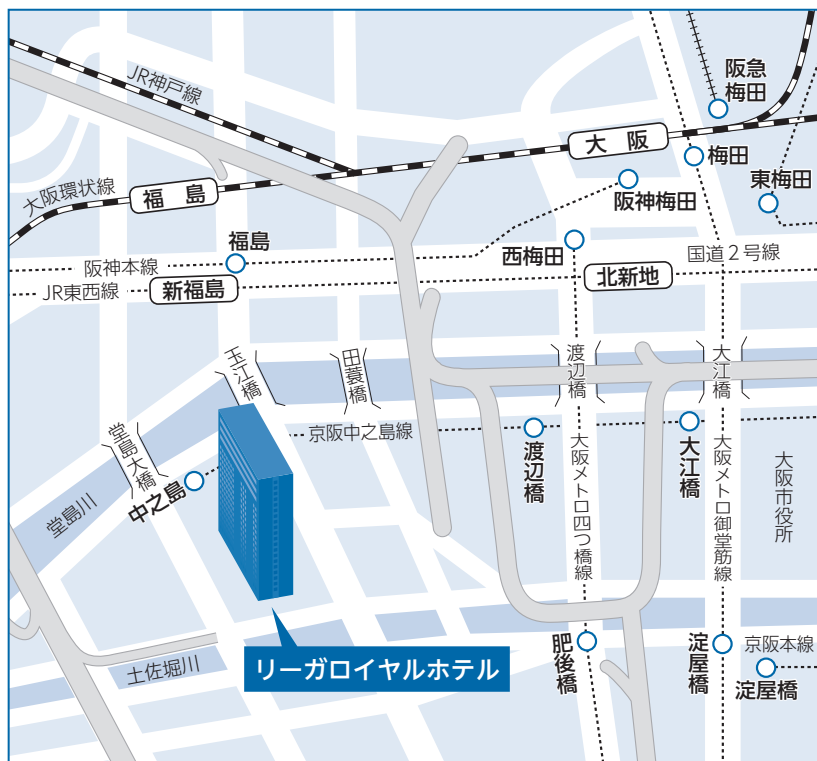 阪急
梅田
JR神戸線
大阪
梅田
東梅田
阪神梅田
大阪環状線
福島
福島
西梅田
国道2号線
阪神本線
北新地
JR東西線
新福島
玉江橋
田蓑橋
渡辺橋
大江橋
堂島大橋
京阪中之島線
渡辺橋
大江橋
大阪市役所
中之島
堂島川
大阪メトロ四つ橋線
大阪メトロ御堂筋線
土佐堀川
リーガロイヤルホテル
肥後橋
淀屋橋
京阪本線
淀屋橋